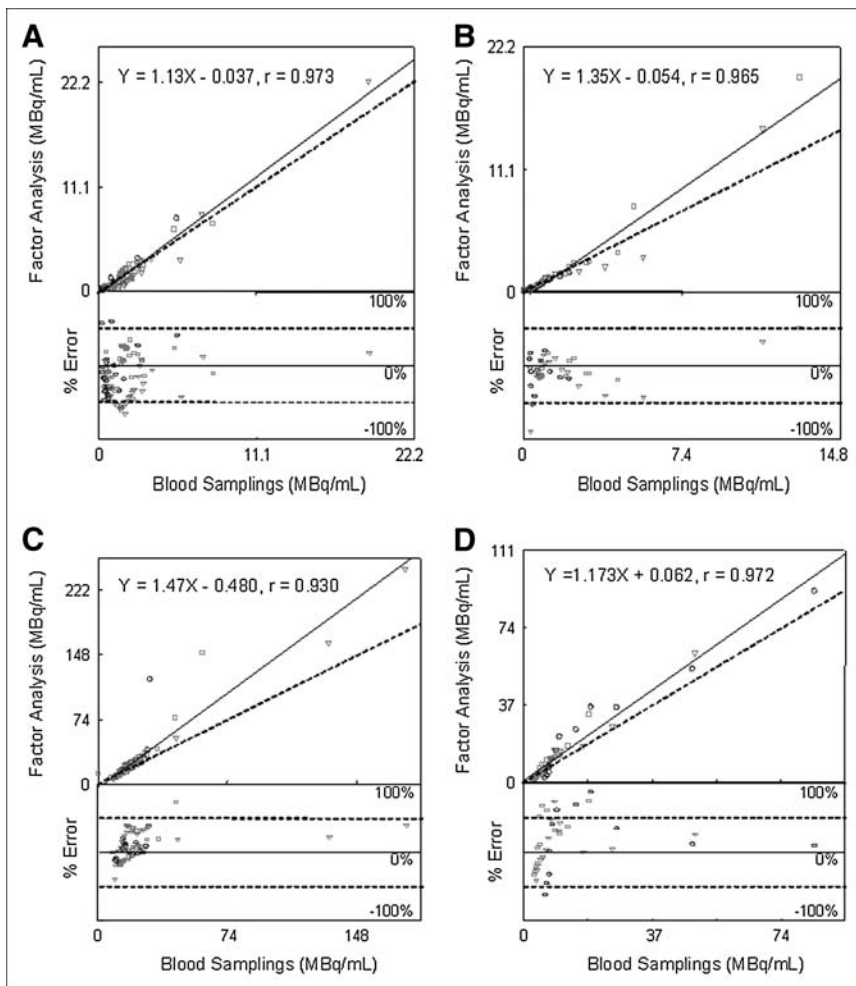 A
Y = 1.13X - 0.037, r = 0.973
Factor Analysis (MBq/mL)
22.2
11.1
0
100%
0%
-100%
% Error
0
11.1
22.2
Blood Samplings (MBq/mL)
B
22.2
Y = 1.35X - 0.054, r = 0.965
Factor Analysis (MBq/mL)
11.1
0
100%
0%
-100%
% Error
0
7.4
14.8
Blood Samplings (MBq/mL)
C
Y = 1.47X - 0.480, r = 0.930
Factor Analysis (MBq/mL)
222
148
74
0
100%
0%
-100%
% Error
0
74
148
Blood Samplings (MBq/mL)
D
111
Y =1.173X + 0.062, r = 0.972
Factor Analysis (MBq/mL)
74
37
0
100%
0%
-100%
% Error
0
37
74
Blood Samplings (MBq/mL)